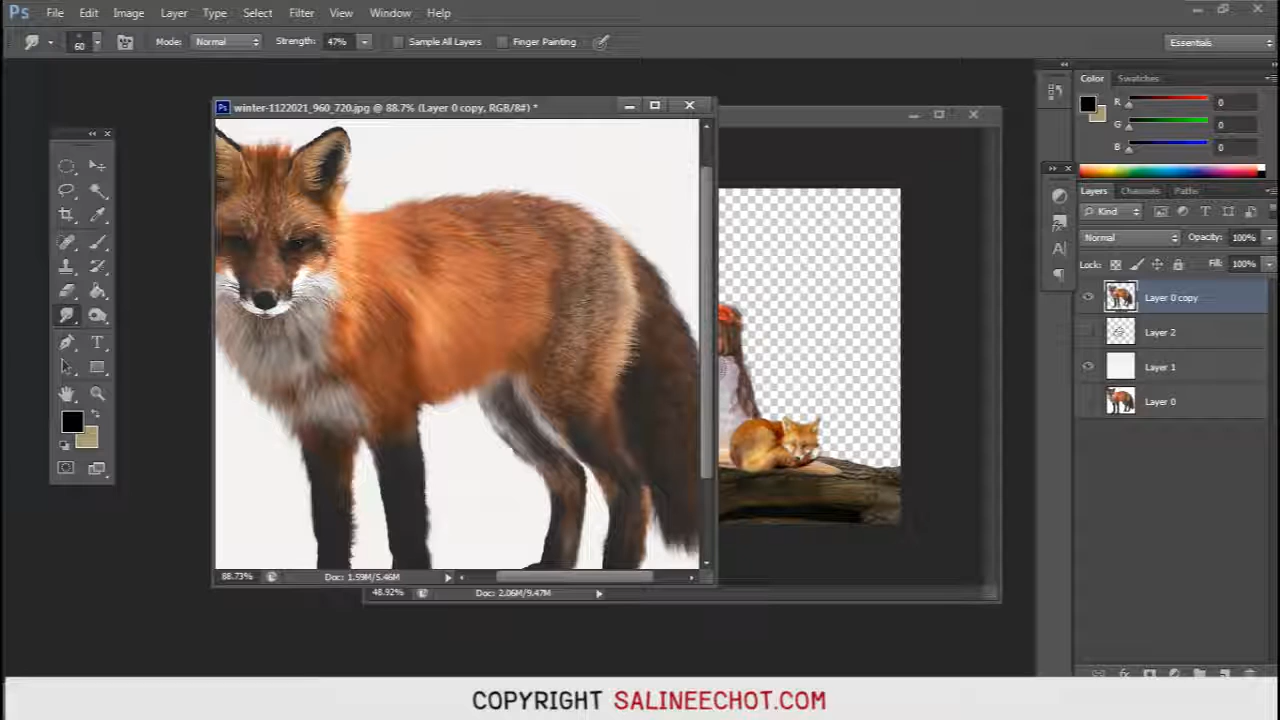 Ps File Edit Image Layer Type Select Filter View Window Help
60 Mode: Normal Strength: 47% Sample All Layers Finger Painting Essentials
Color Swatches
R 0
G 0
B 0
Ps winter-1122021_960_720.jpg @ 88.7% (Layer 0 copy, RGB/8#) *
Layers Channels Paths
Kind
Normal Opacity: 100%
Lock: Fill: 100%
Layer 0 copy
Layer 2
Layer 1
Layer 0
88.73% Doc: 1.59M/5.46M
48.92% Doc: 2.06M/9.47M
COPYRIGHT SALINEECHOT.COM